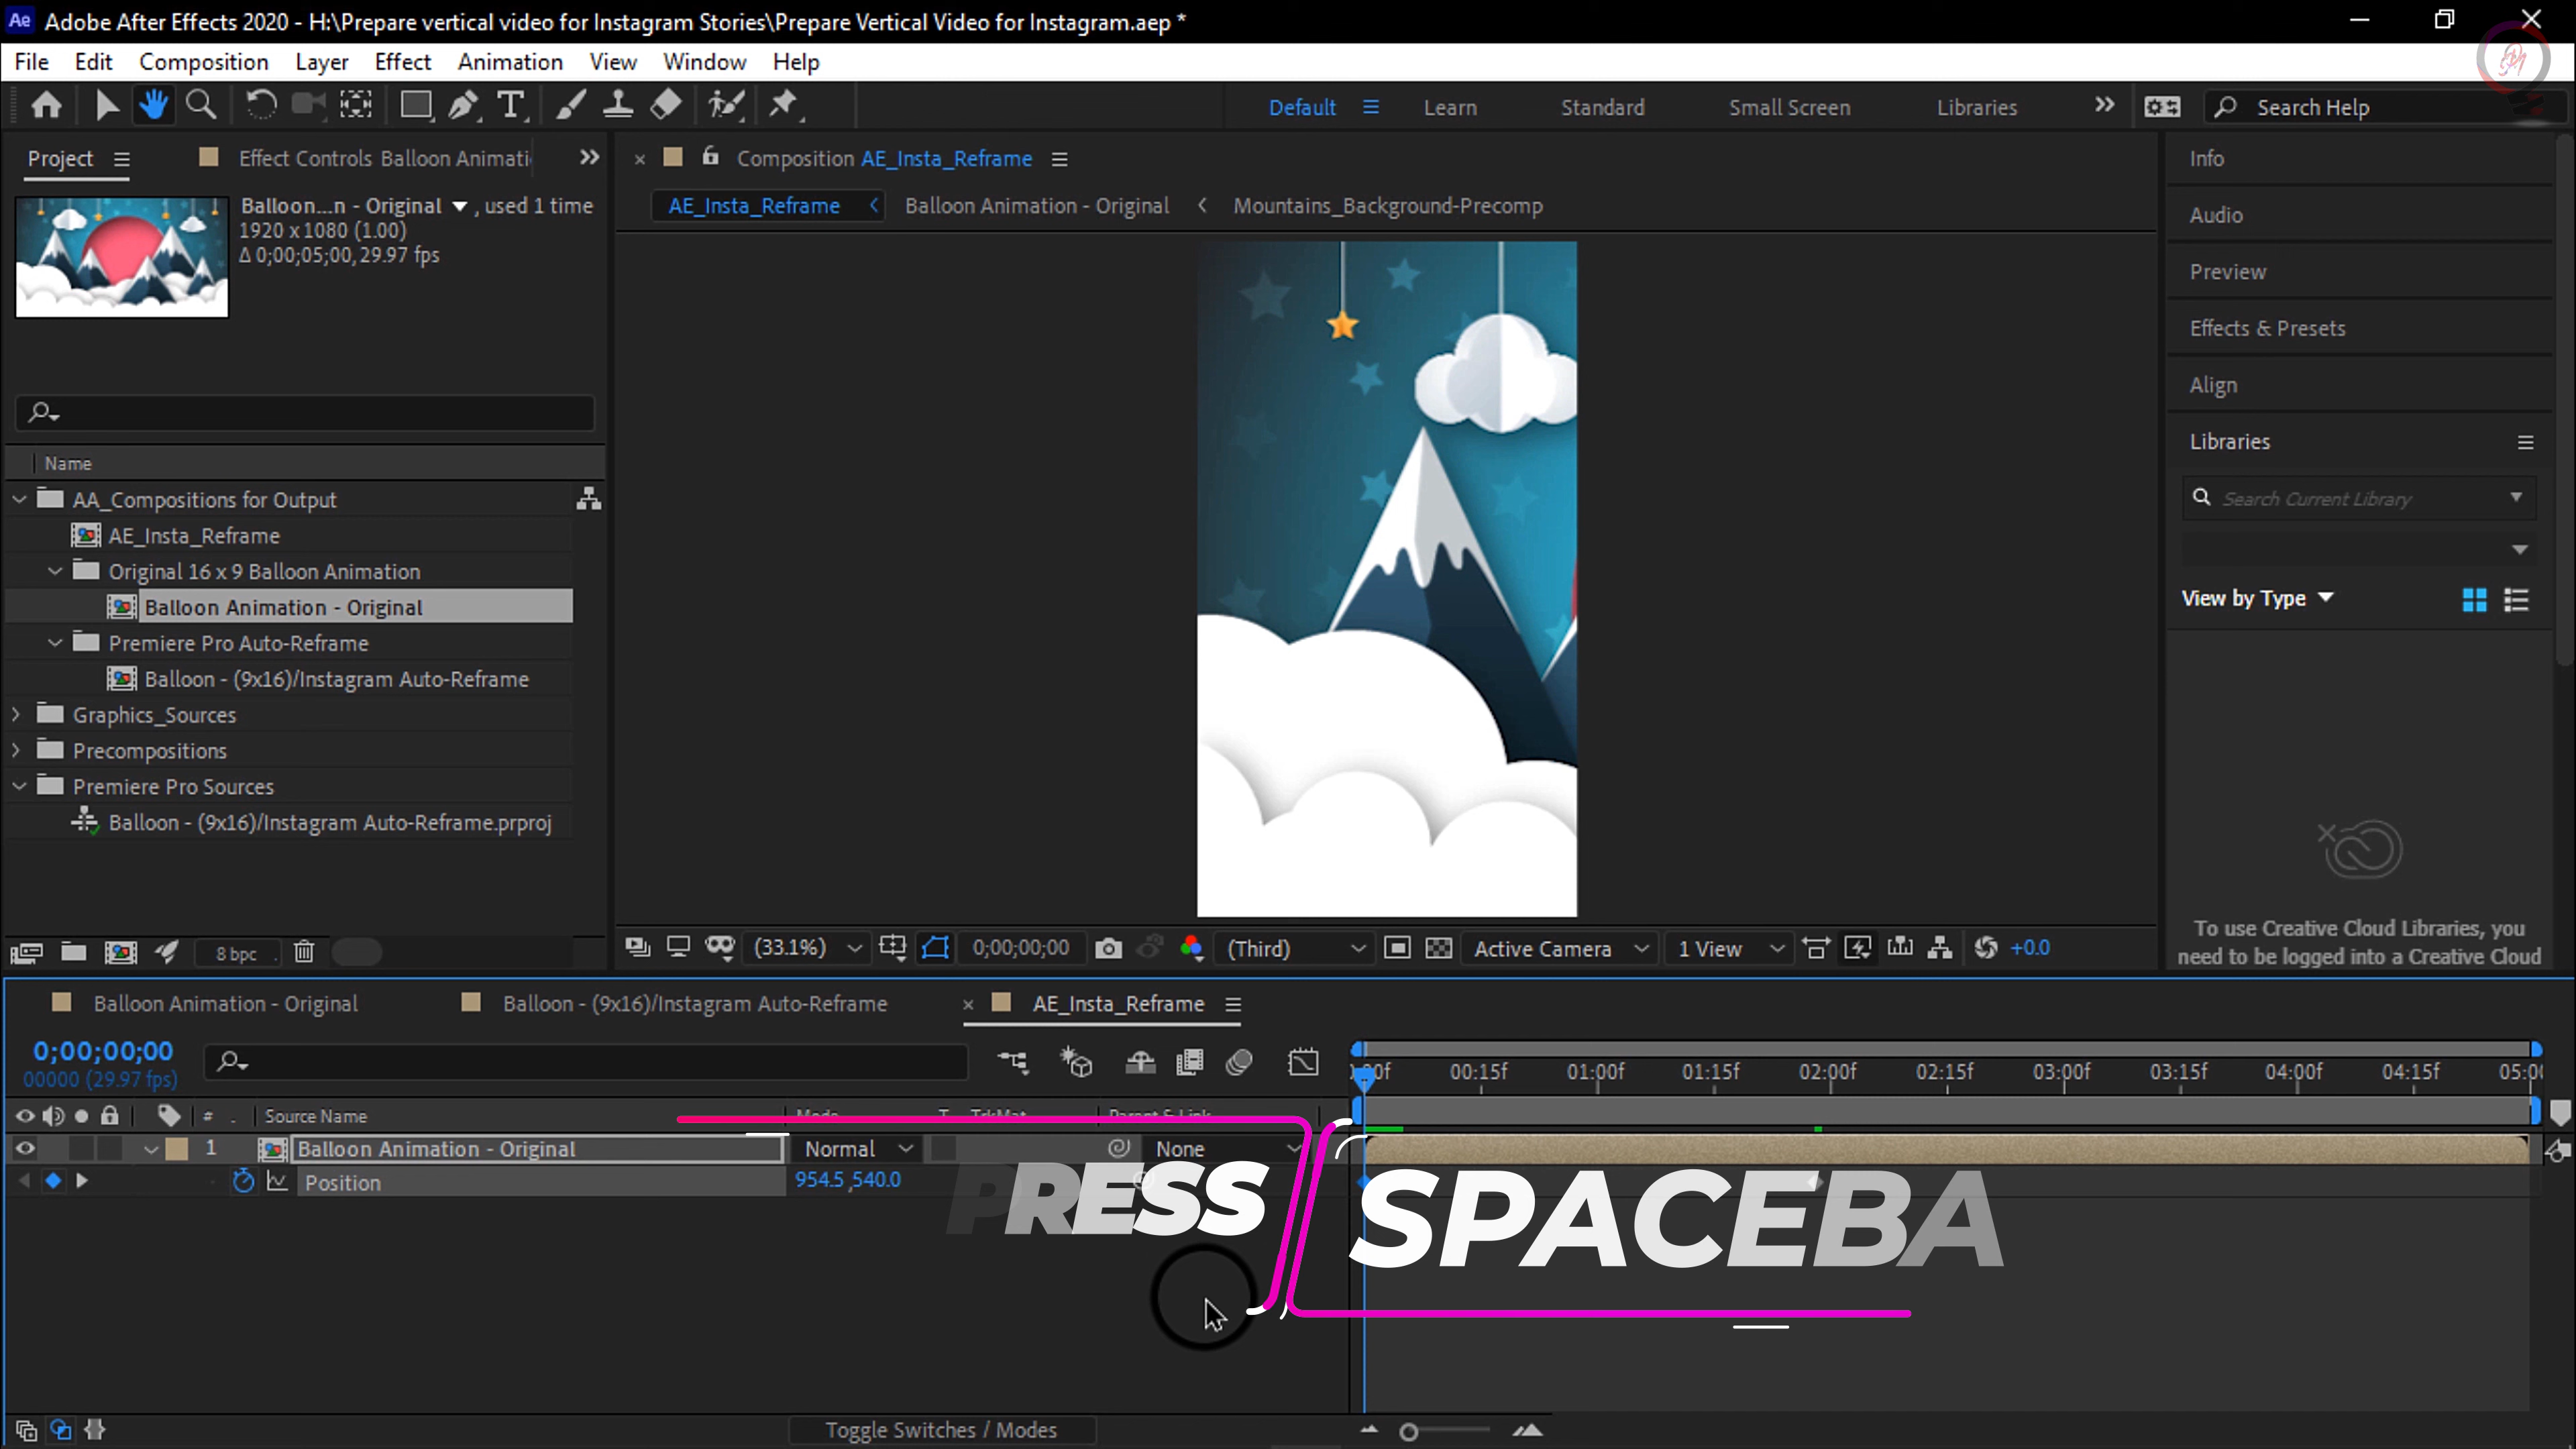 Ae Adobe After Effects 2020 - H:\Prepare vertical video for Instagram Stories\Prepare Vertical Video for Instagram.aep *
File Edit Composition Layer Effect Animation View Window Help
Default Learn Standard Small Screen Libraries Search Help
Project Effect Controls Balloon Animati
Composition AE_Insta_Reframe
AE_Insta_Reframe Balloon Animation - Original Mountains_Background-Precomp
Balloon...n - Original , used 1 time
1920 x 1080 (1.00)
Δ 0;00;05;00, 29.97 fps
Name
AA_Compositions for Output
AE_Insta_Reframe
Original 16 x 9 Balloon Animation
Balloon Animation - Original
Premiere Pro Auto-Reframe
Balloon - (9x16)/Instagram Auto-Reframe
Graphics_Sources
Precompositions
Premiere Pro Sources
Balloon - (9x16)/Instagram Auto-Reframe.prproj
8 bpc
Info
Audio
Preview
Effects & Presets
Align
Libraries
Search Current Library
View by Type
To use Creative Cloud Libraries, you
need to be logged into a Creative Cloud
(33.1%) 0;00;00;00 (Third) Active Camera 1 View +0.0
Balloon Animation - Original Balloon - (9x16)/Instagram Auto-Reframe AE_Insta_Reframe
0;00;00;00
00000 (29.97 fps)
00:15f 01:00f 01:15f 02:00f 02:15f 03:00f 03:15f 04:00f 04:15f
# Source Name Mode T TrkMat Parent & Link
1 Balloon Animation - Original Normal None
Position 954.5,540.0
PRESS SPACEBA
Toggle Switches / Modes